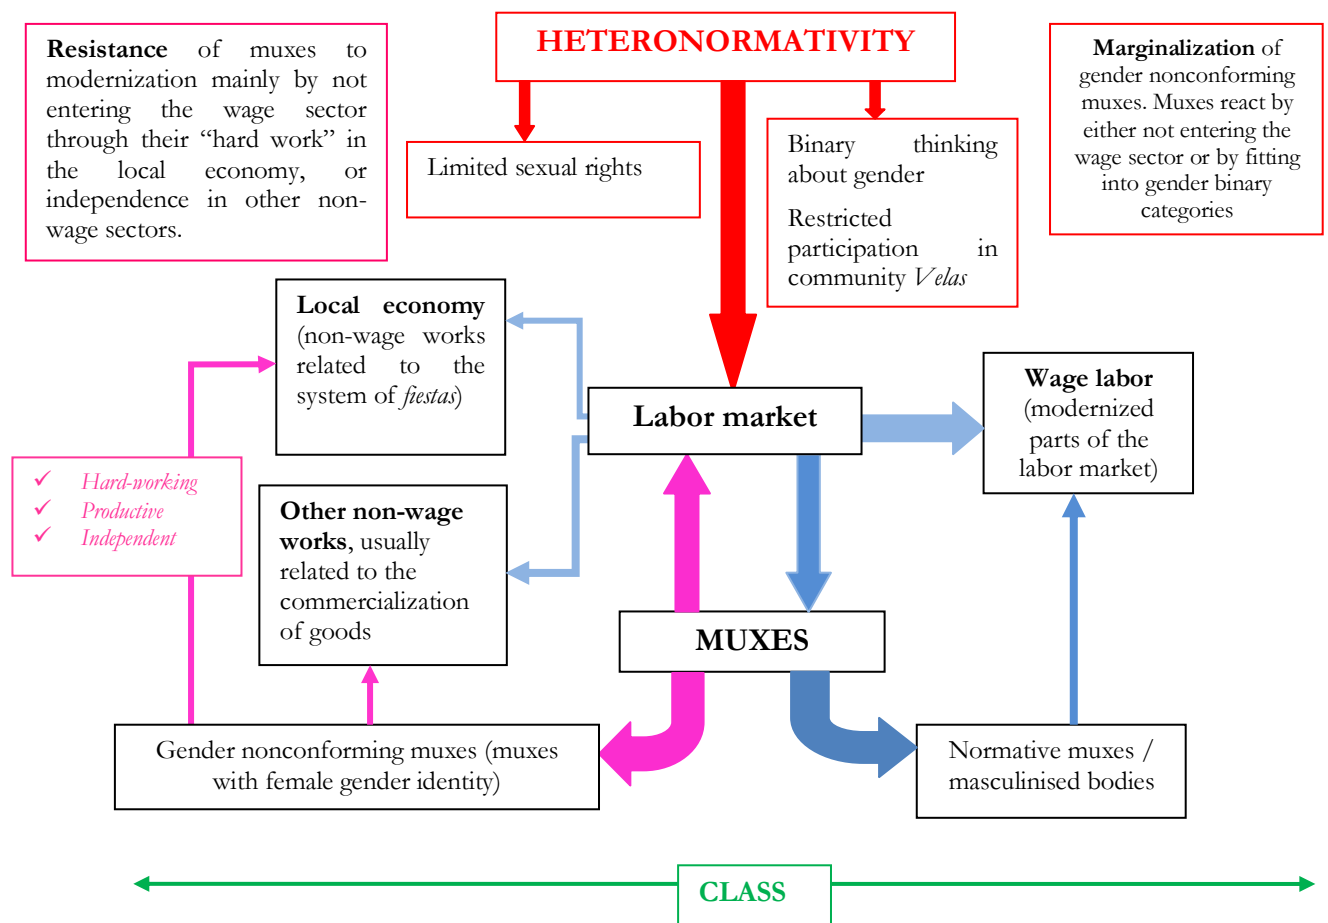 HETERONORMATIVITY
Resistance of muxes to
modernization mainly by not
entering the wage sector
through their “hard work” in
the local economy, or
independence in other non-
wage sectors.
Limited sexual rights
Binary thinking
about gender
Restricted
participation in
community Velas
Marginalization of
gender nonconforming
muxes. Muxes react by
either not entering the
wage sector or by fitting
into gender binary
categories
Local economy
(non-wage works
related to the
system of fiestas)
Labor market
Wage labor
(modernized
parts of the
labor market)
✓ Hard-working
✓ Productive
✓ Independent
Other non-wage
works, usually
related to the
commercialization
of goods
MUXES
Gender nonconforming muxes (muxes
with female gender identity)
Normative muxes /
masculinised bodies
CLASS